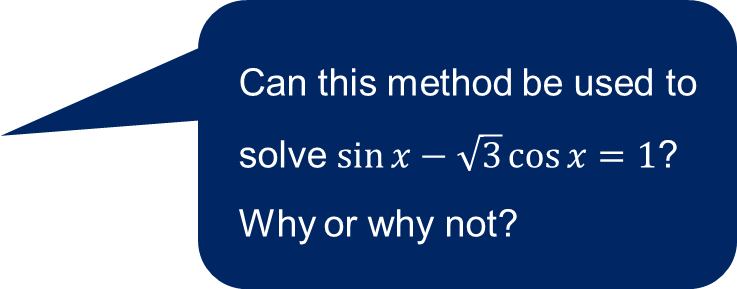 Can this method be used to
solve sin x − √3 cos x = 1?
Why or why not?